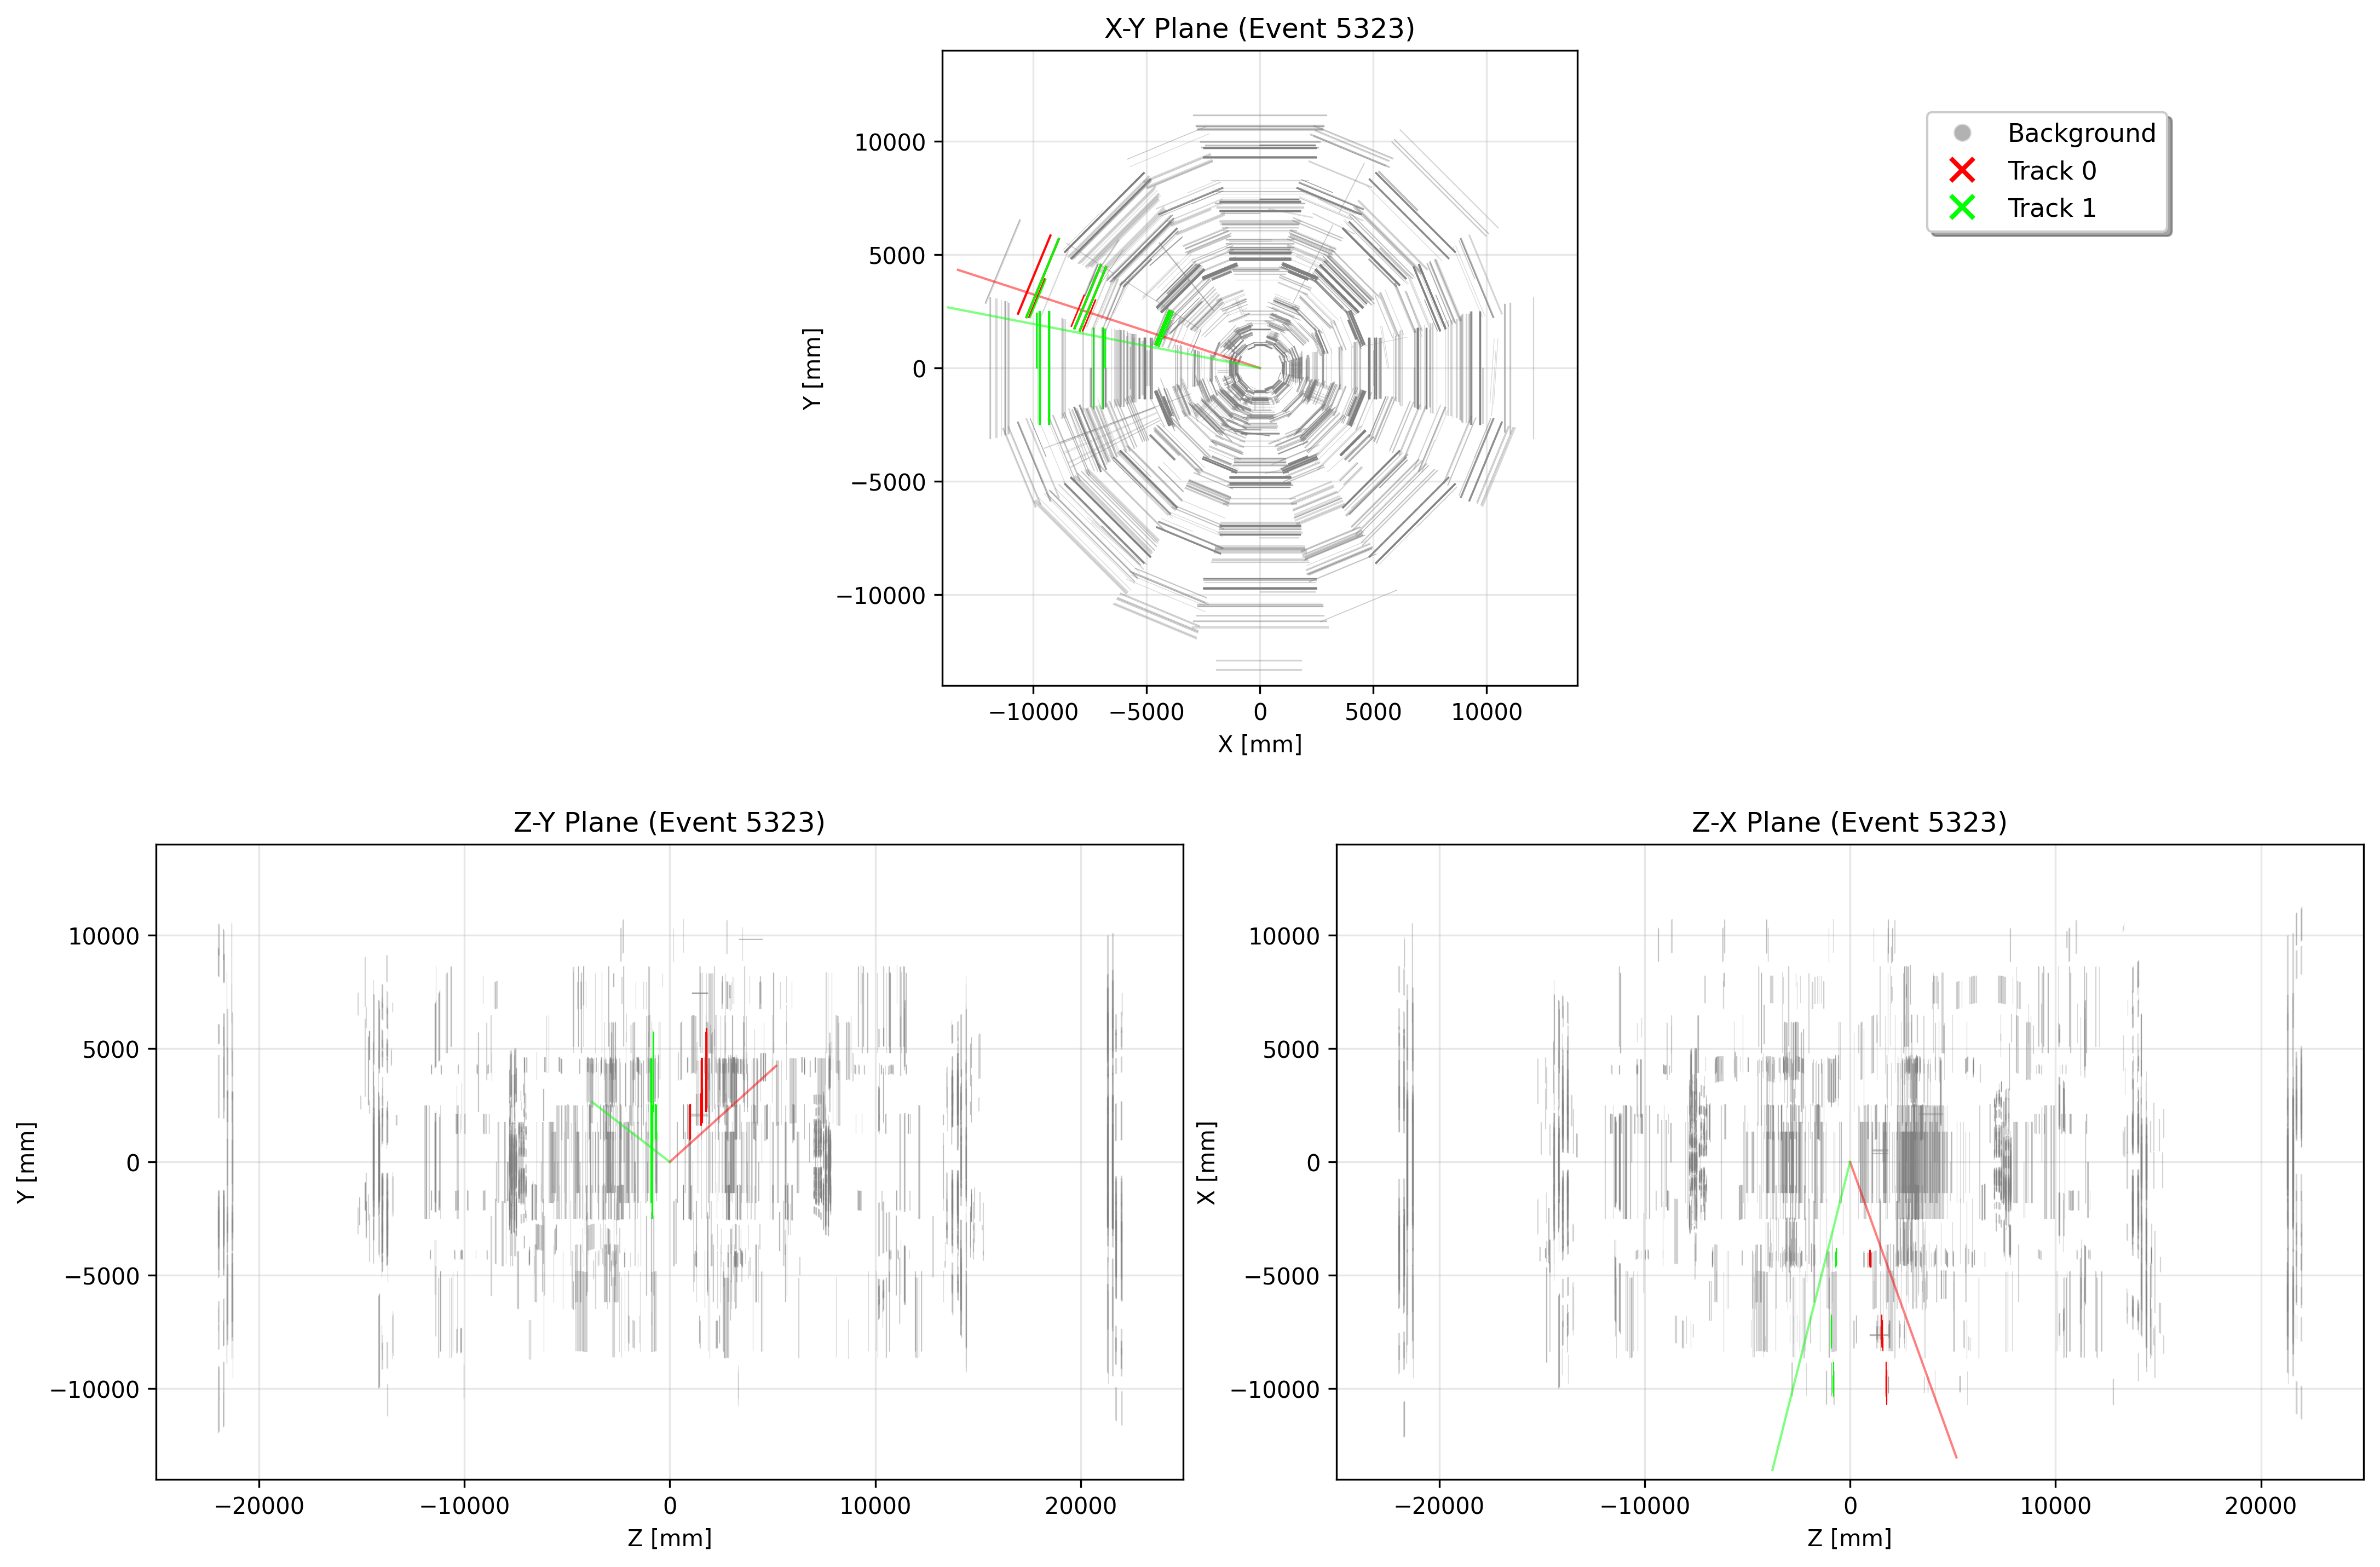 X-Y Plane (Event 5323)
Background
Track 0
Track 1
10000
5000
0
−5000
−10000
Y [mm]
−10000 −5000 0 5000 10000
X [mm]
Z-Y Plane (Event 5323)
10000
5000
0
−5000
−10000
Y [mm]
−20000 −10000 0 10000 20000
Z [mm]
Z-X Plane (Event 5323)
10000
5000
0
−5000
−10000
X [mm]
−20000 −10000 0 10000 20000
Z [mm]